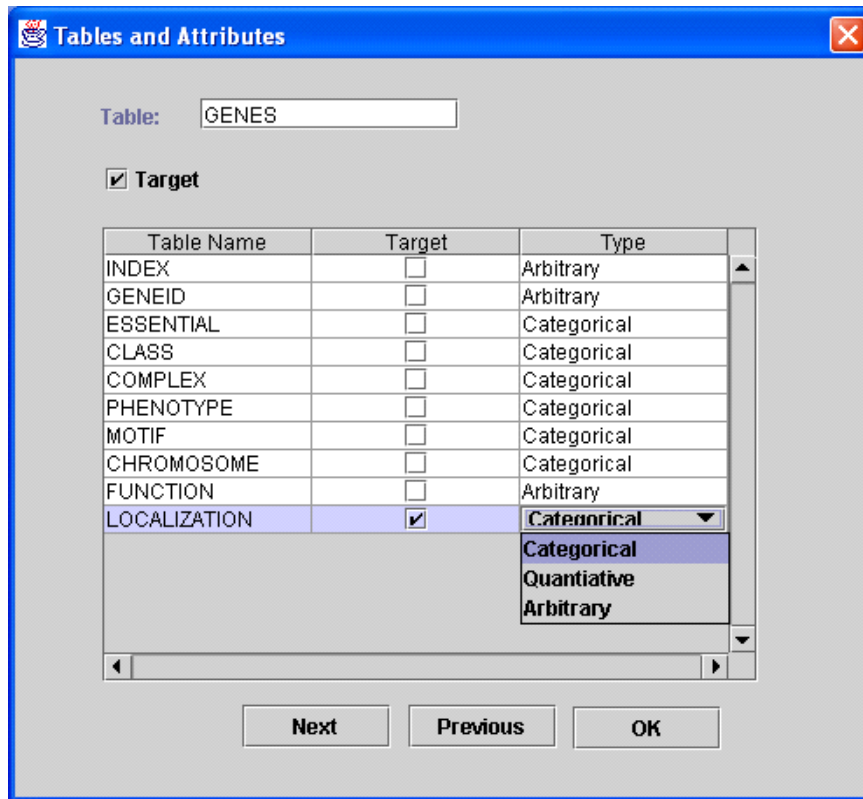 Tables and Attributes
Table: GENES
Target
Table Name Target Type
INDEX Arbitrary
GENEID Arbitrary
ESSENTIAL Categorical
CLASS Categorical
COMPLEX Categorical
PHENOTYPE Categorical
MOTIF Categorical
CHROMOSOME Categorical
FUNCTION Arbitrary
LOCALIZATION Categorical
Categorical
Quantiative
Arbitrary
Next Previous OK